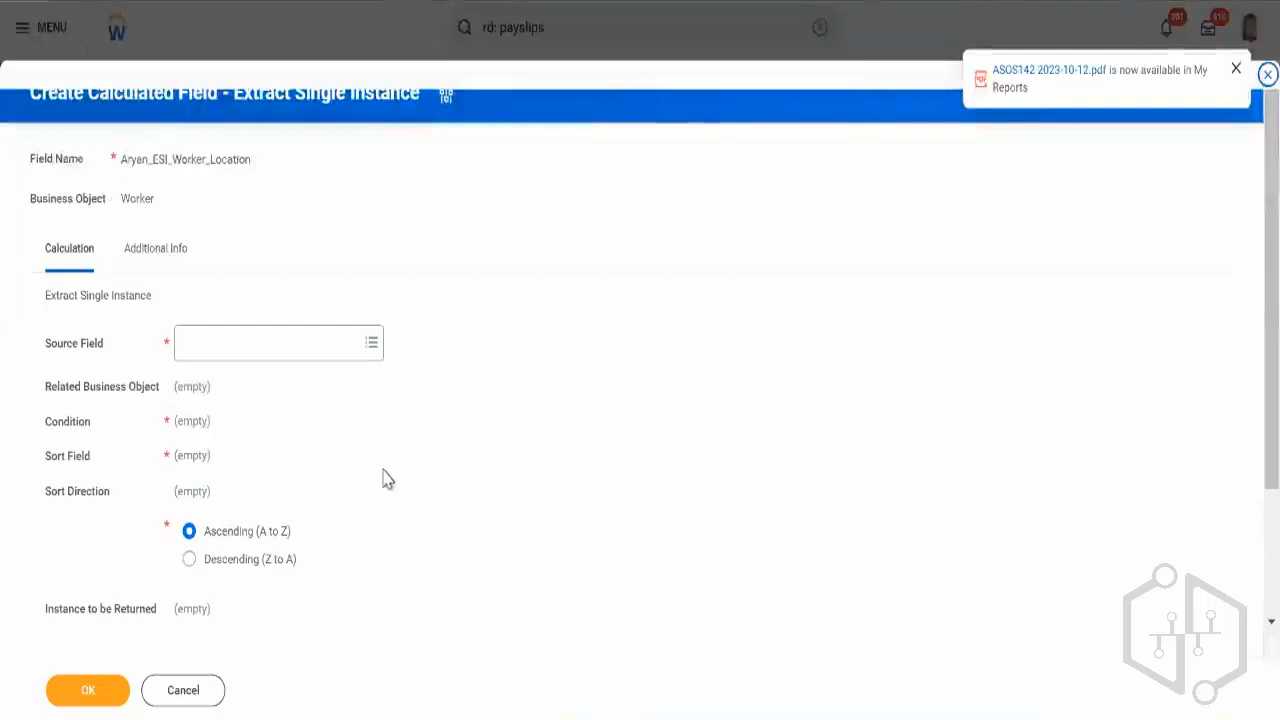 MENU
rd: payslips
201
616
ASOS142 2023-10-12.pdf is now available in My
Reports
Create Calculated Field - Extract Single Instance
Field Name * Aryan_ESI_Worker_Location
Business Object Worker
Calculation Additional Info
Extract Single Instance
Source Field *
Related Business Object (empty)
Condition * (empty)
Sort Field * (empty)
Sort Direction (empty)
* Ascending (A to Z)
Descending (Z to A)
Instance to be Returned (empty)
OK Cancel